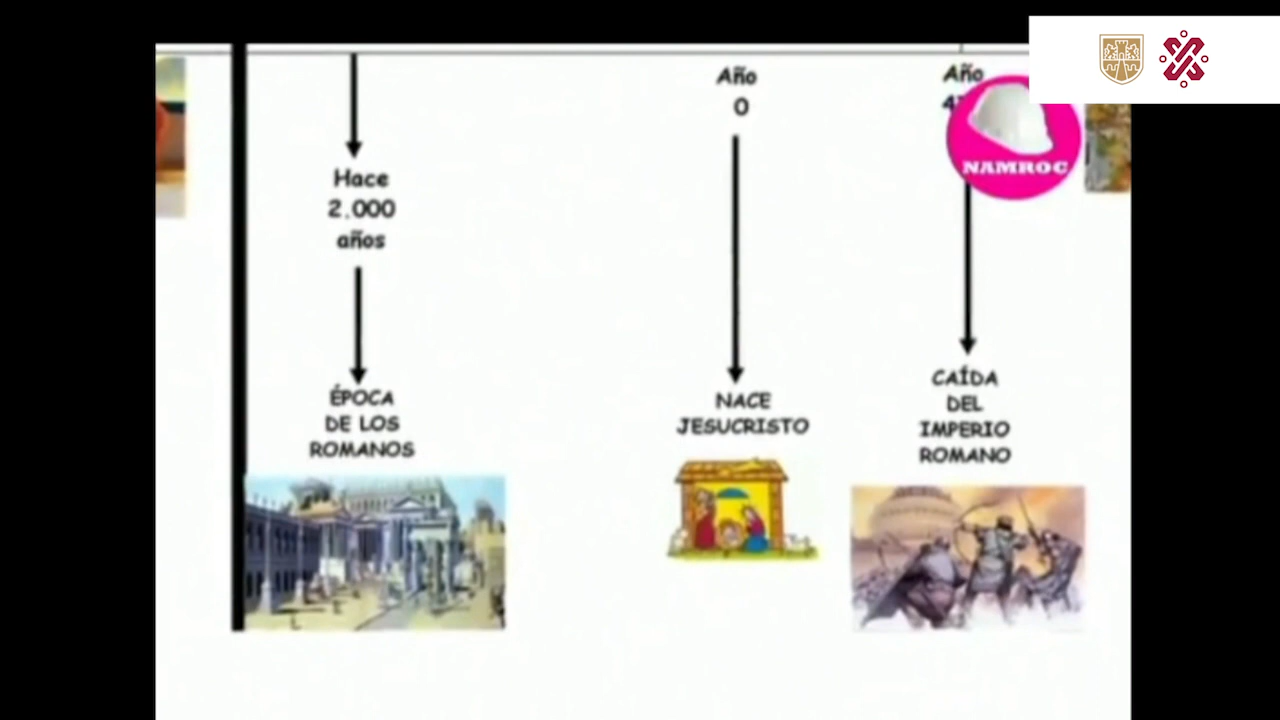 Hace
2.000
años
ÉPOCA
DE LOS
ROMANOS
Año
0
NACE
JESUCRISTO
Año
NAMROC
CAÍDA
DEL
IMPERIO
ROMANO